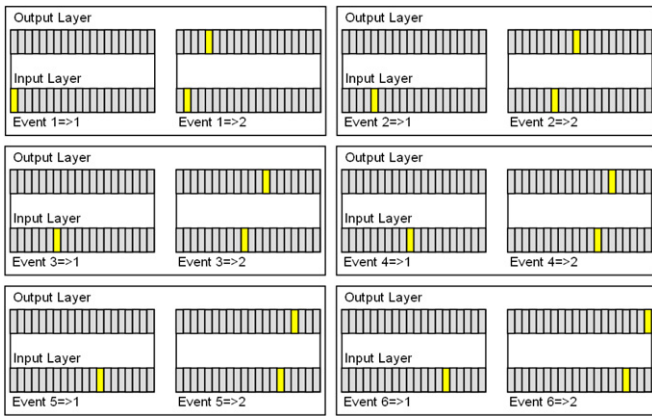 Output Layer
Input Layer
Event 1=>1
Event 1=>2
Output Layer
Input Layer
Event 2=>1
Event 2=>2
Output Layer
Input Layer
Event 3=>1
Event 3=>2
Output Layer
Input Layer
Event 4=>1
Event 4=>2
Output Layer
Input Layer
Event 5=>1
Event 5=>2
Output Layer
Input Layer
Event 6=>1
Event 6=>2